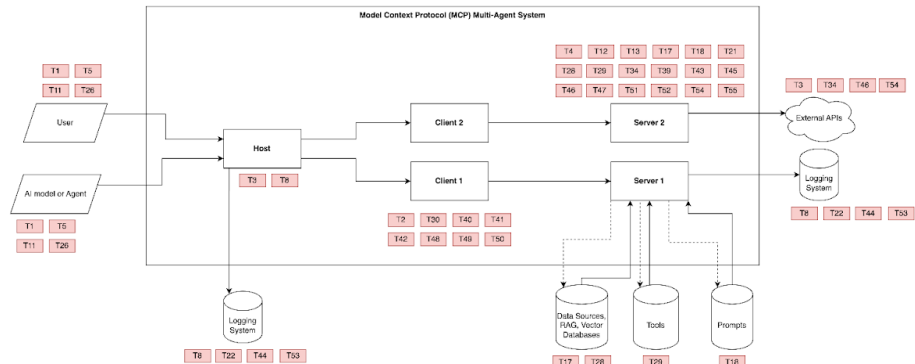 Model Context Protocol (MCP) Multi-Agent System
T4 T12 T13 T17 T18 T21
T28 T29 T34 T39 T43 T45
T46 T47 T51 T52 T54 T55
T1 T5
T11 T26
User
T3 T34 T46 T54
External APIs
Client 2
Server 2
Host
T3 T8
Client 1
Server 1
Logging
System
T8 T22 T44 T53
AI model or Agent
T1 T5
T11 T26
T2 T30 T40 T41
T42 T48 T49 T50
Logging
System
T8 T22 T44 T53
Data Sources,
RAG, Vector
Databases
T17 T28
Tools
T29
Prompts
T18